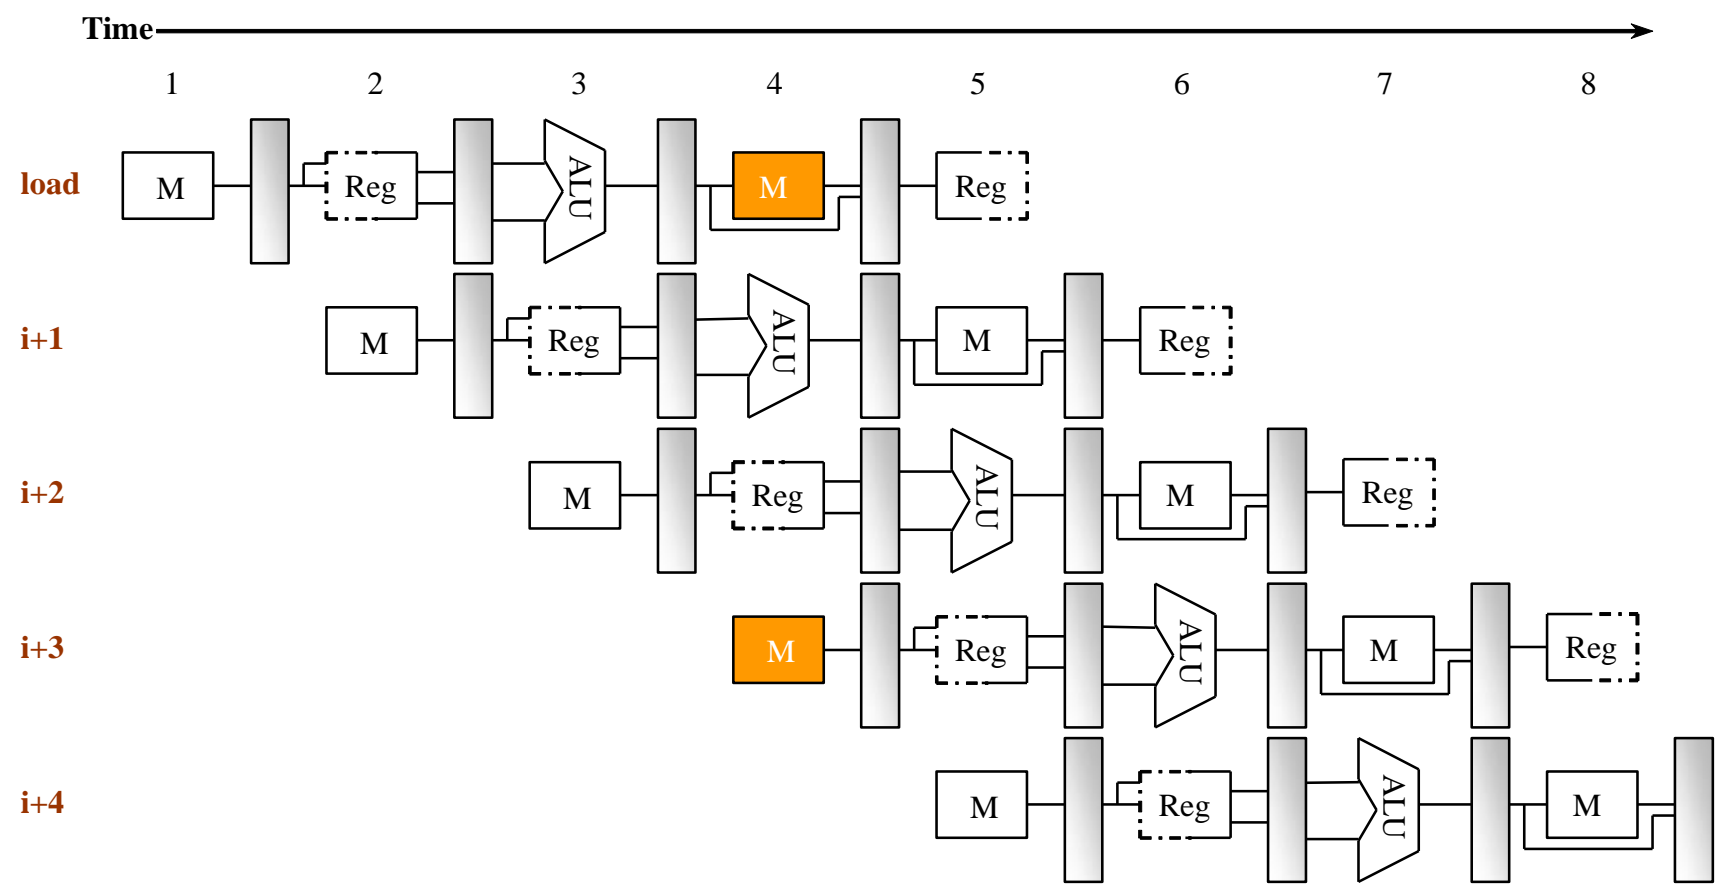 Time
1 2 3 4 5 6 7 8
load M Reg ALU M Reg
i+1 M Reg ALU M Reg
i+2 M Reg ALU M Reg
i+3 M Reg ALU M Reg
i+4 M Reg ALU M